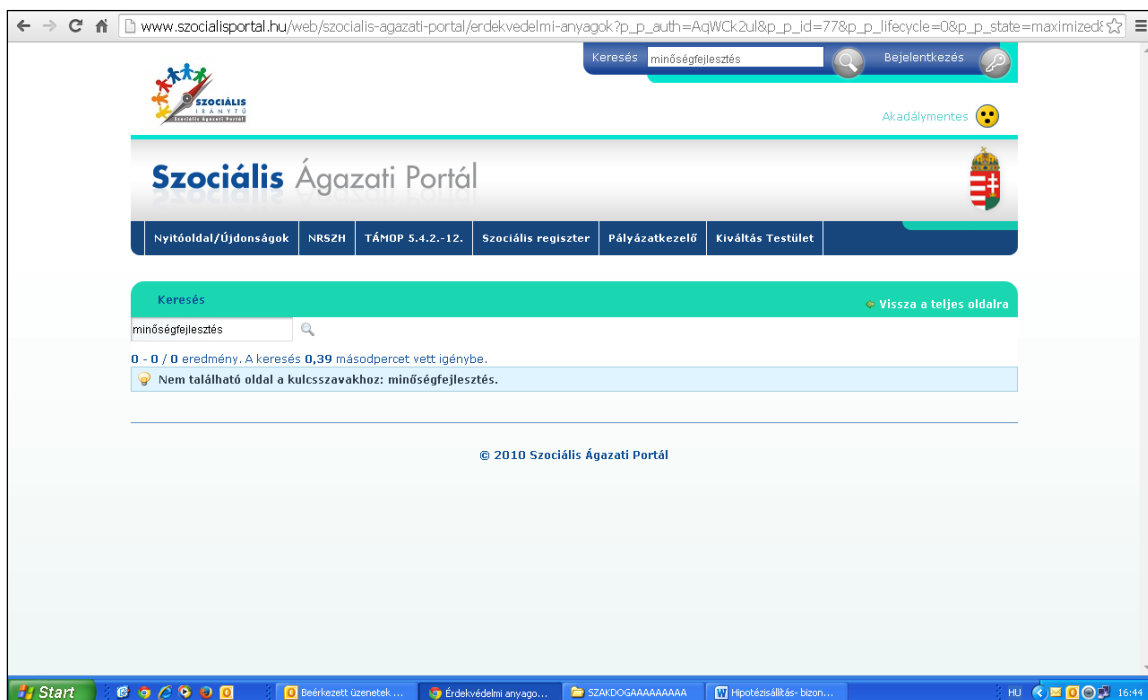 www.szocialisportal.hu/web/szocialis-agazati-portal/erdekvedelmi-anyagok?p_p_auth=AqWCk2ul&p_p_id=77&p_p_lifecycle=0&p_p_state=maximized&
Keresés minőségfejlesztés Bejelentkezés
SZOCIÁLIS
IRÁNYTŰ
Szociális Ágazati Portál
Akadálymentes
Szociális Ágazati Portál
Nyitóoldal/Újdonságok NRSZH TÁMOP 5.4.2.-12. Szociális regiszter Pályázatkezelő Kiváltás Testület
Keresés
Vissza a teljes oldalra
minőségfejlesztés
0 - 0 / 0 eredmény. A keresés 0,39 másodpercet vett igénybe.
Nem található oldal a kulcsszavakhoz: minőségfejlesztés.
© 2010 Szociális Ágazati Portál
Start Beérkezett üzenetek ... Érdekvédelmi anyago... SZAKDOGAAAAAAAAA Hipotézisállítás- bizon... HU 16:44